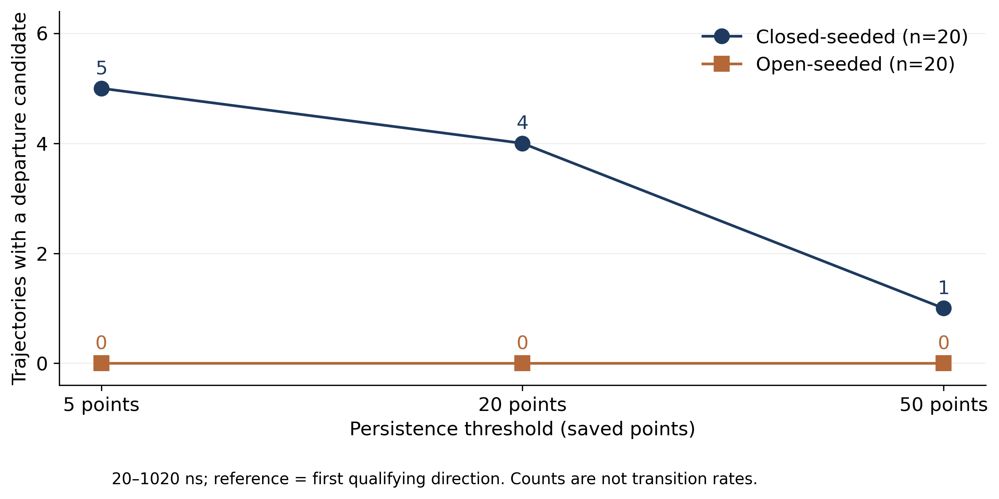 Trajectories with a departure candidate
6
4
2
0
Closed-seeded (n=20)
Open-seeded (n=20)
5
4
1
0
0
0
5 points
20 points
50 points
Persistence threshold (saved points)
20–1020 ns; reference = first qualifying direction. Counts are not transition rates.